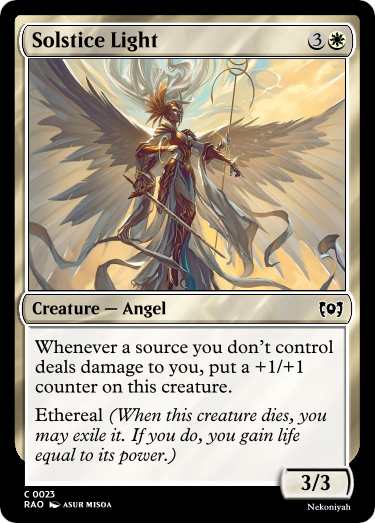 Solstice Light 3
Creature — Angel
Whenever a source you don't control
deals damage to you, put a +1/+1
counter on this creature.
Ethereal (When this creature dies, you
may exile it. If you do, you gain life
equal to its power.)
3/3
C 0023
RAO ASUR MISOA
Nekoniyah